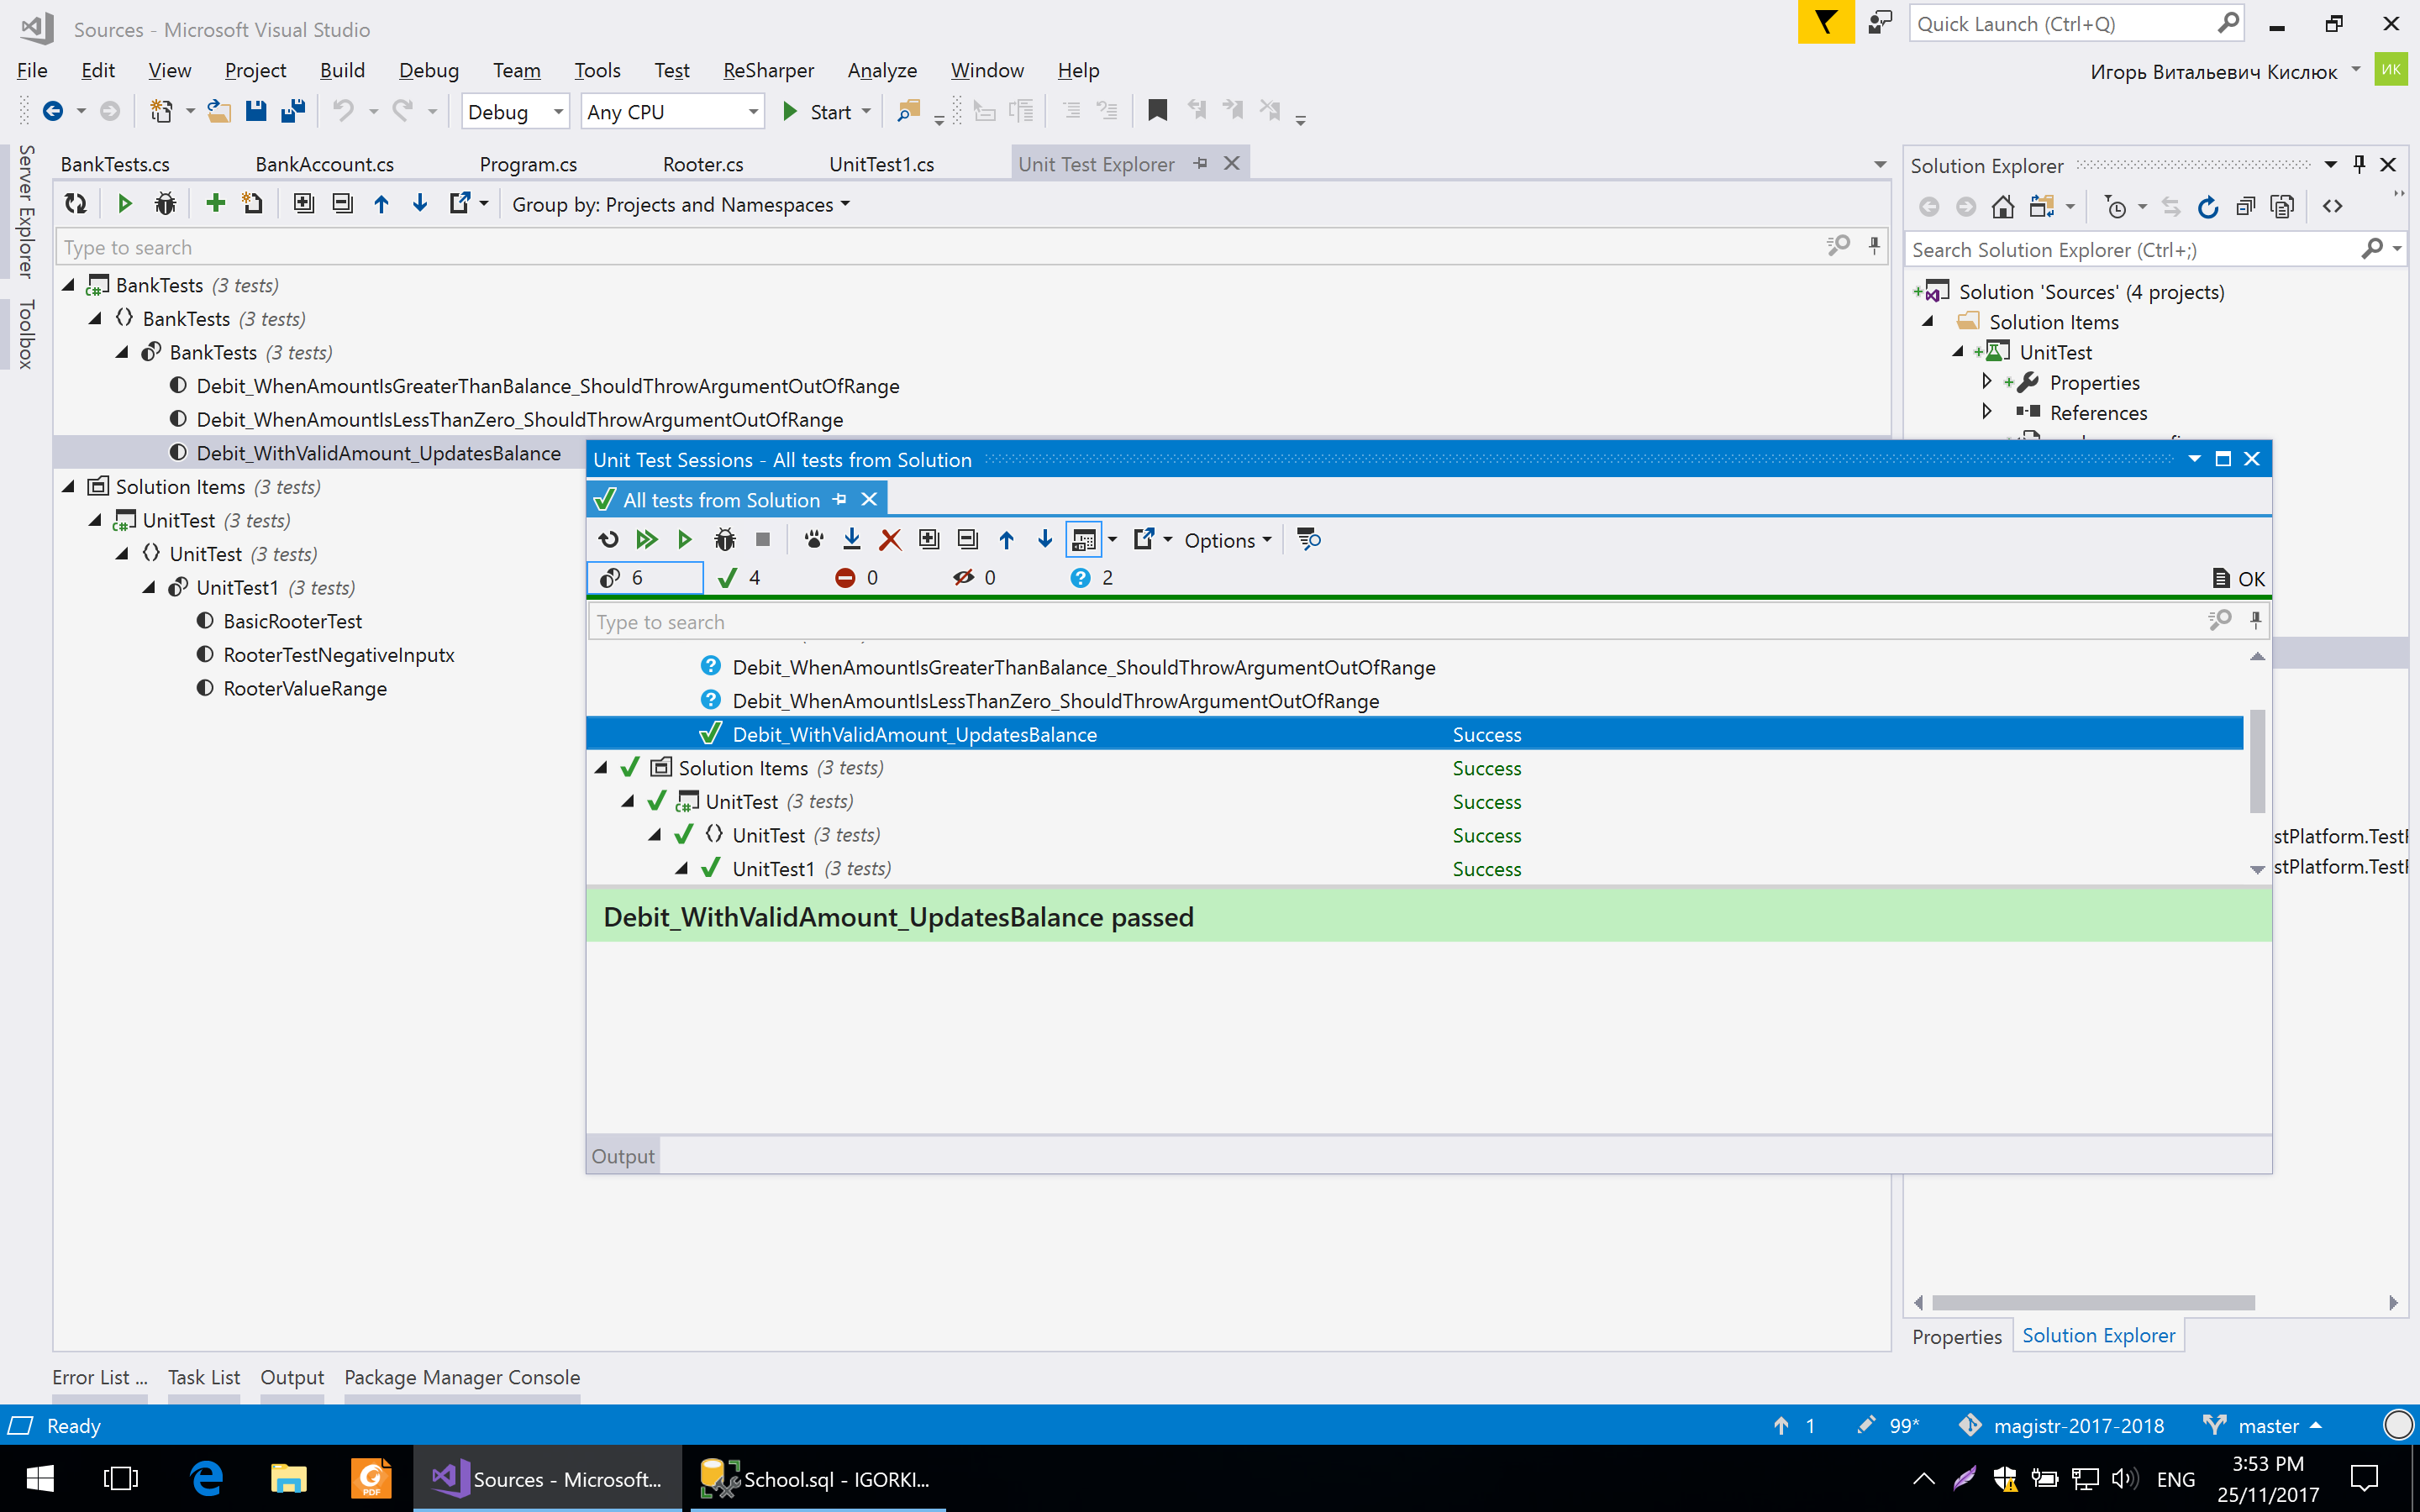 Sources - Microsoft Visual Studio
Quick Launch (Ctrl+Q)
File Edit View Project Build Debug Team Tools Test ReSharper Analyze Window Help
Игорь Витальевич Кислюк
ИК
Debug Any CPU Start
Server Explorer
Toolbox
BankTests.cs BankAccount.cs Program.cs Rooter.cs UnitTest1.cs Unit Test Explorer
Group by: Projects and Namespaces
Type to search
BankTests (3 tests)
BankTests (3 tests)
BankTests (3 tests)
Debit_WhenAmountIsGreaterThanBalance_ShouldThrowArgumentOutOfRange
Debit_WhenAmountIsLessThanZero_ShouldThrowArgumentOutOfRange
Debit_WithValidAmount_UpdatesBalance
Solution Items (3 tests)
UnitTest (3 tests)
UnitTest (3 tests)
UnitTest1 (3 tests)
BasicRooterTest
RooterTestNegativeInputx
RooterValueRange
Unit Test Sessions - All tests from Solution
All tests from Solution
Options
6 4 0 0 2 OK
Type to search
Debit_WhenAmountIsGreaterThanBalance_ShouldThrowArgumentOutOfRange
Debit_WhenAmountIsLessThanZero_ShouldThrowArgumentOutOfRange
Debit_WithValidAmount_UpdatesBalance Success
Solution Items (3 tests) Success
UnitTest (3 tests) Success
UnitTest (3 tests) Success
UnitTest1 (3 tests) Success
Debit_WithValidAmount_UpdatesBalance passed
Output
Solution Explorer
Search Solution Explorer (Ctrl+;)
Solution 'Sources' (4 projects)
Solution Items
UnitTest
Properties
References
stPlatform.Test
stPlatform.Test
Properties Solution Explorer
Error List ... Task List Output Package Manager Console
Ready 1 99* magistr-2017-2018 master
PDF
Sources - Microsoft... School.sql - IGORKI...
ENG
3:53 PM
25/11/2017